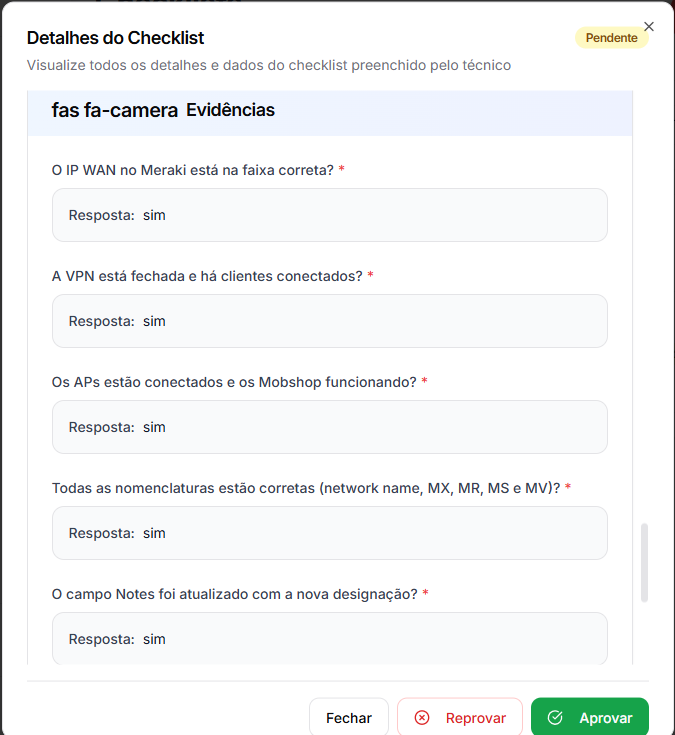 Detalhes do Checklist
Pendente
Visualize todos os detalhes e dados do checklist preenchido pelo técnico
fas fa-camera Evidências
O IP WAN no Meraki está na faixa correta? *
Resposta: sim
A VPN está fechada e há clientes conectados? *
Resposta: sim
Os APs estão conectados e os Mobshop funcionando? *
Resposta: sim
Todas as nomenclaturas estão corretas (network name, MX, MR, MS e MV)? *
Resposta: sim
O campo Notes foi atualizado com a nova designação? *
Resposta: sim
Fechar
Reprovar
Aprovar